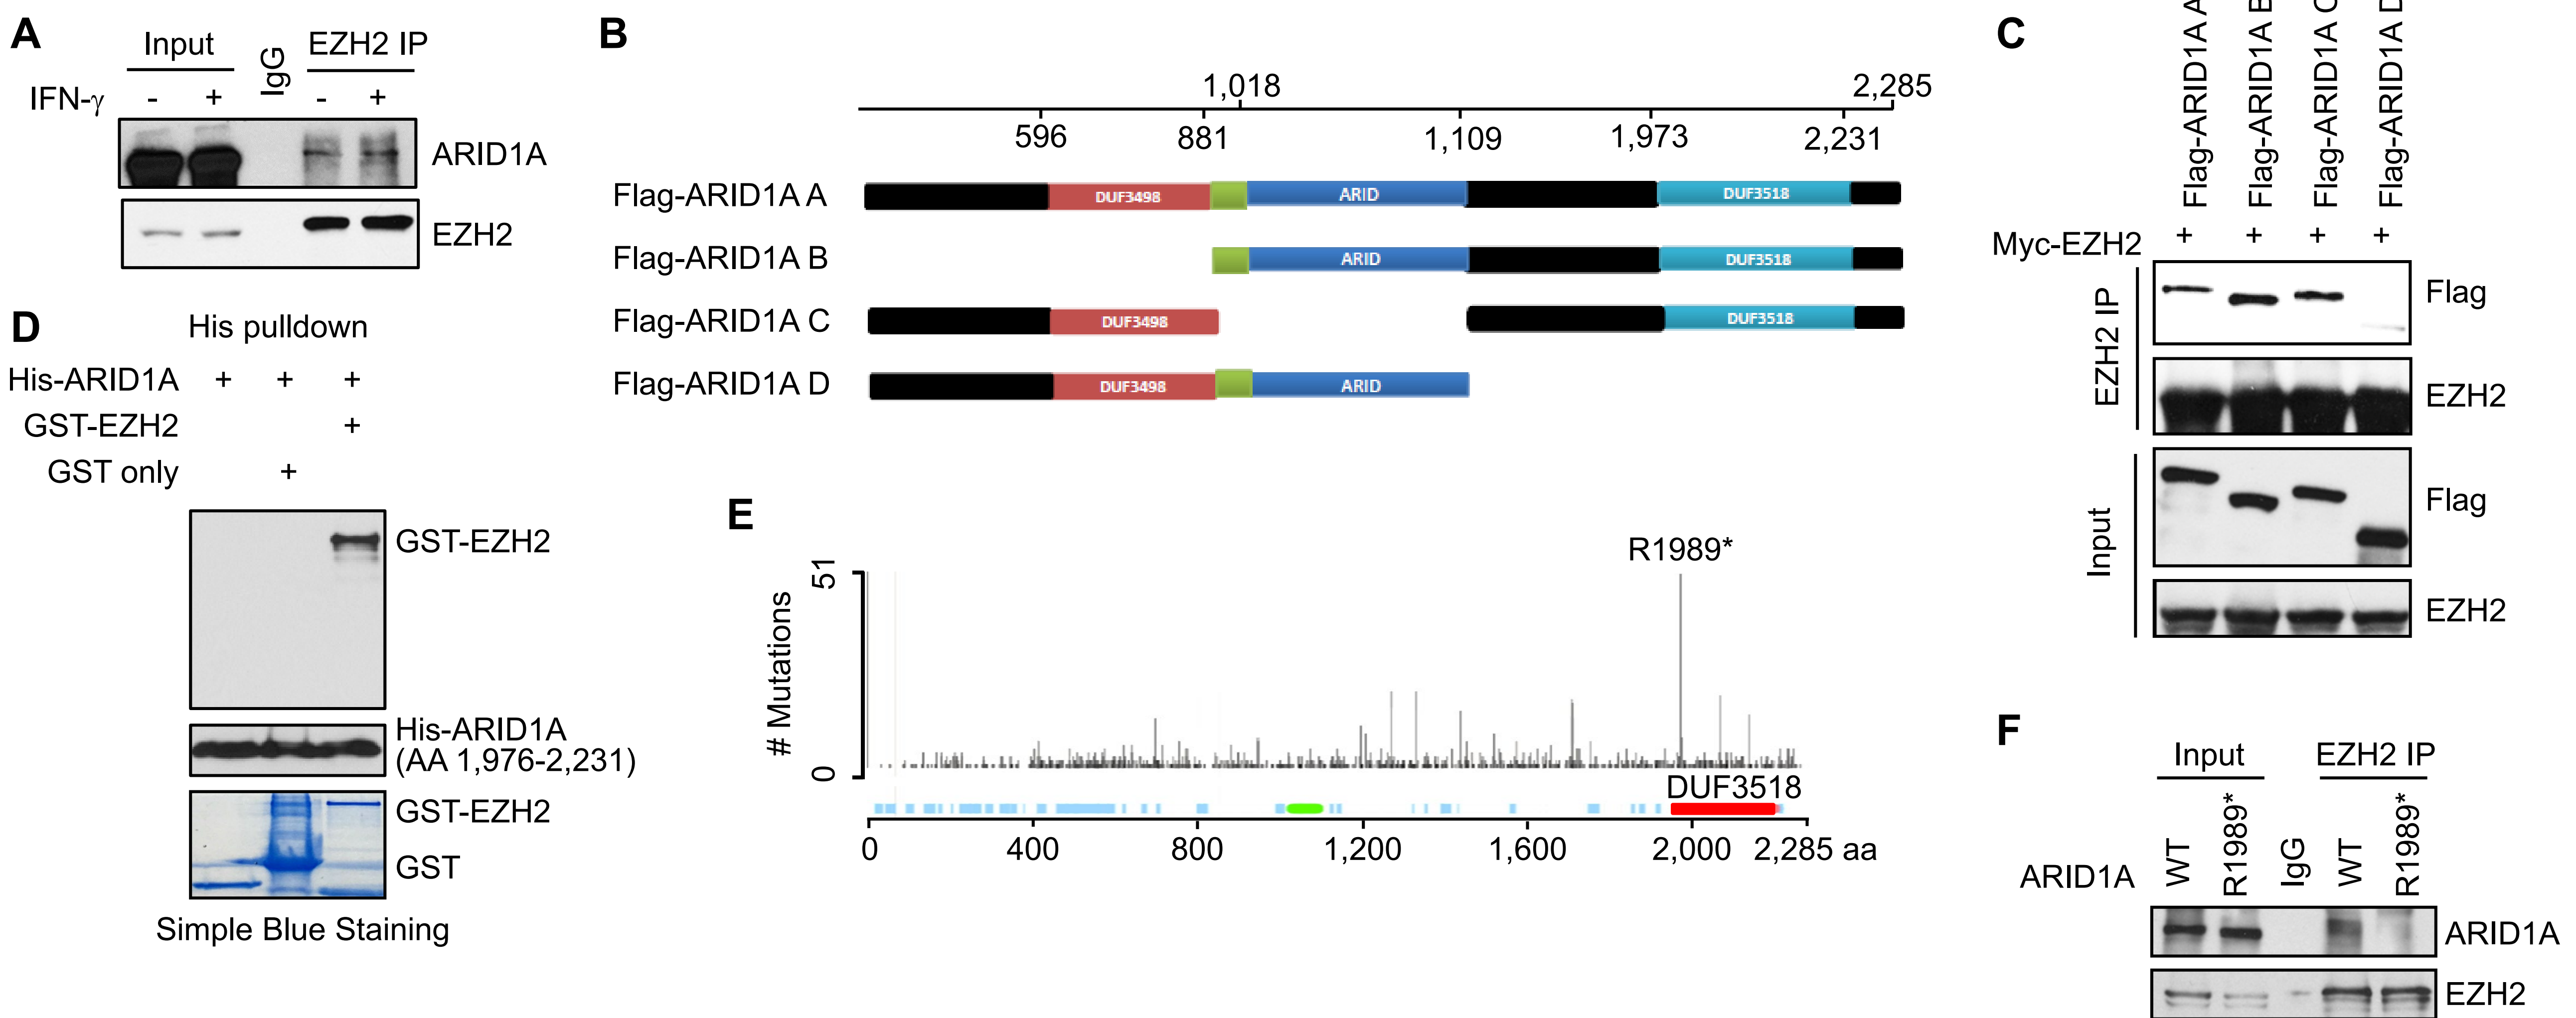 A
Input
IgG
EZH2 IP
IFN-γ
- + - +
ARID1A
EZH2
B
1,018
2,285
596
881
1,109
1,973
2,231
Flag-ARID1A A
DUF3498
ARID
DUF3518
Flag-ARID1A B
ARID
DUF3518
Flag-ARID1A C
DUF3498
DUF3518
Flag-ARID1A D
DUF3498
ARID
C
Flag-ARID1A A
Flag-ARID1A B
Flag-ARID1A C
Flag-ARID1A D
Myc-EZH2 + + + +
EZH2 IP
Flag
EZH2
Input
Flag
EZH2
D
His pulldown
His-ARID1A + + +
GST-EZH2 +
GST only +
GST-EZH2
His-ARID1A
(AA 1,976-2,231)
GST-EZH2
GST
Simple Blue Staining
E
R1989*
# Mutations
51
0
DUF3518
0 400 800 1,200 1,600 2,000 2,285 aa
F
Input
EZH2 IP
ARID1A
WT
R1989*
IgG
WT
R1989*
ARID1A
EZH2